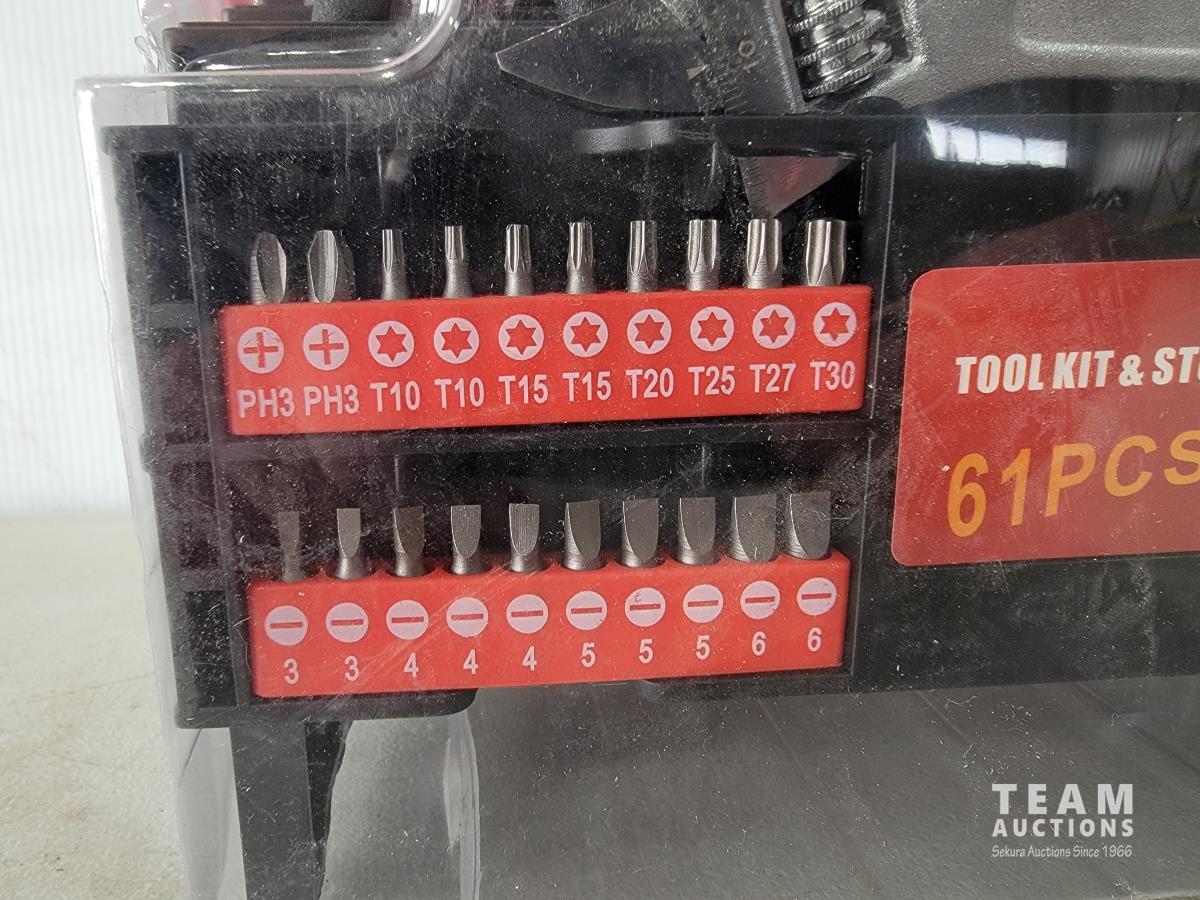 PH3 PH3 T10 T10 T15 T15 T20 T25 T27 T30
TOOL KIT & ST
61PCS
3 3 4 4 4 5 5 5 6 6
TEAM
AUCTIONS
Sekura Auctions Since 1966